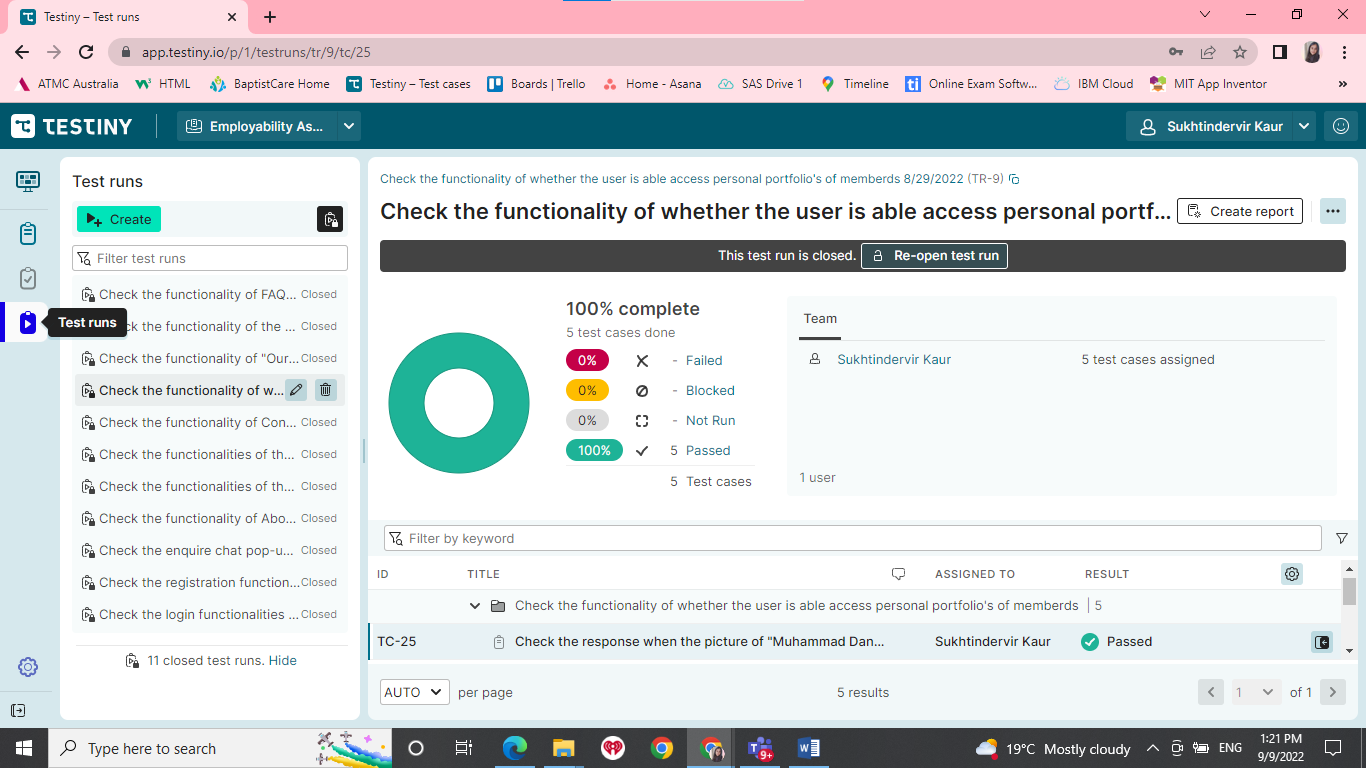 Testiny – Test runs
app.testiny.io/p/1/testruns/tr/9/tc/25
ATMC Australia HTML BaptistCare Home Testiny – Test cases Boards | Trello Home - Asana SAS Drive 1 Timeline Online Exam Softw... IBM Cloud MIT App Inventor »
TESTINY Employability As... Sukhtindervir Kaur
Test runs
Create
Filter test runs
Check the functionality of FAQ... Closed
Check the functionality of the ... Closed
Test runs
Check the functionality of "Our... Closed
Check the functionality of w...
Check the functionality of Con... Closed
Check the functionalities of th... Closed
Check the functionalities of th... Closed
Check the functionality of Abo... Closed
Check the enquire chat pop-u... Closed
Check the registration function... Closed
Check the login functionalities ... Closed
11 closed test runs. Hide
Check the functionality of whether the user is able access personal portfolio's of memberds 8/29/2022 (TR-9)
Check the functionality of whether the user is able access personal portf... Create report
This test run is closed. Re-open test run
100% complete
5 test cases done
0% - Failed
0% - Blocked
0% - Not Run
100% 5 Passed
5 Test cases
Team
Sukhtindervir Kaur 5 test cases assigned
1 user
Filter by keyword
ID TITLE ASSIGNED TO RESULT
Check the functionality of whether the user is able access personal portfolio's of memberds 5
TC-25 Check the response when the picture of "Muhammad Dan... Sukhtindervir Kaur Passed
AUTO per page 5 results 1 of 1
Type here to search 9+ 19°C Mostly cloudy ENG 1:21 PM
9/9/2022